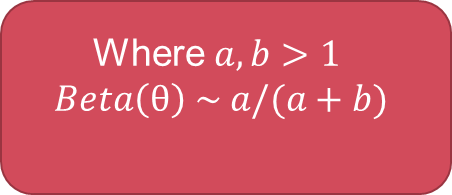 Where a, b > 1
Beta(θ) ~ a/(a + b)